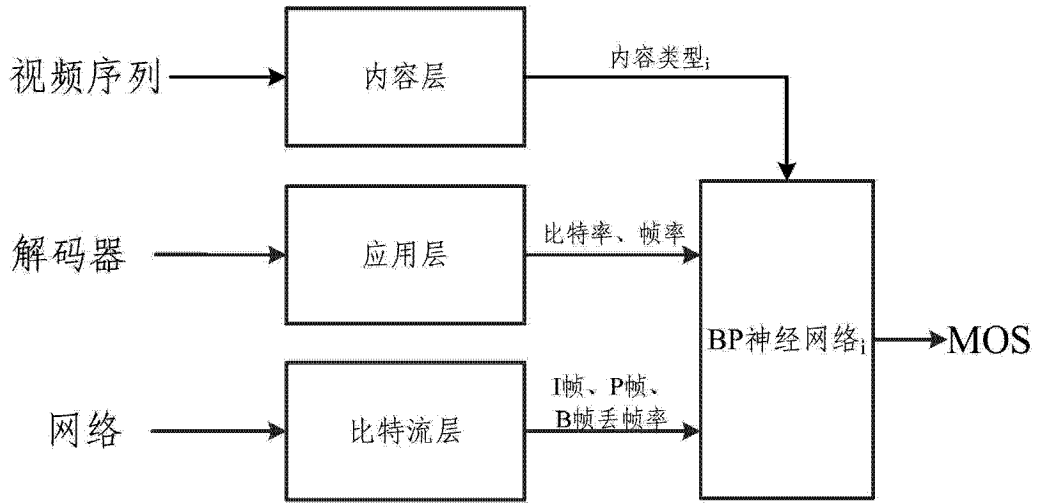 视频序列
内容层
内容类型i
解码器
应用层
比特率、帧率
BP神经网络i
MOS
网络
比特流层
I帧、P帧、
B帧丢帧率